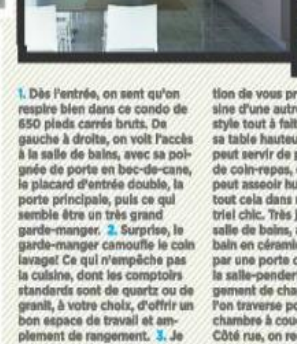 1. Dès l'entrée, on sent qu'on
respire bien dans ce condo de
650 pieds carrés bruts. De
gauche à droite, on voit l'accès
à la salle de bains, avec sa poi-
gnée de porte en bec-de-cane,
le placard d'entrée double, la
porte principale, puis ce qui
semble être un très grand
garde-manger. 2. Surprise, le
garde-manger camoufle le coin
lavage! Ce qui n'empêche pas
la cuisine, dont les comptoirs
standards sont de quartz ou de
granit, à votre choix, d'offrir un
bon espace de travail et am-
plement de rangement. 3. Je
tion de vous pr
sine d'une autre
style tout à fait
sa table hauteu
peut servir de
de coin-repas,
peut asseoir hu
tout cela dans
triel chic. Très
salle de bains,
bain en céramic
par une porte
la salle-pender
gement de cha
l'on traverse po
chambre à cou
Côté rue, on re